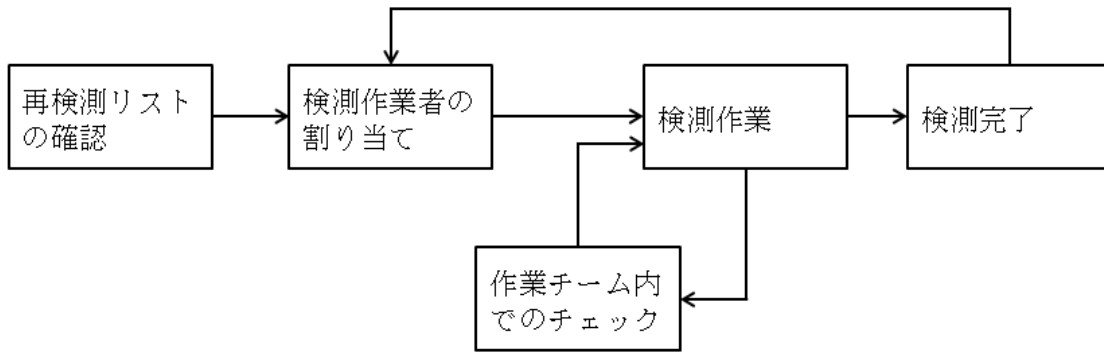 再検測リスト
の確認
検測作業者の
割り当て
検測作業
検測完了
作業チーム内
でのチェック